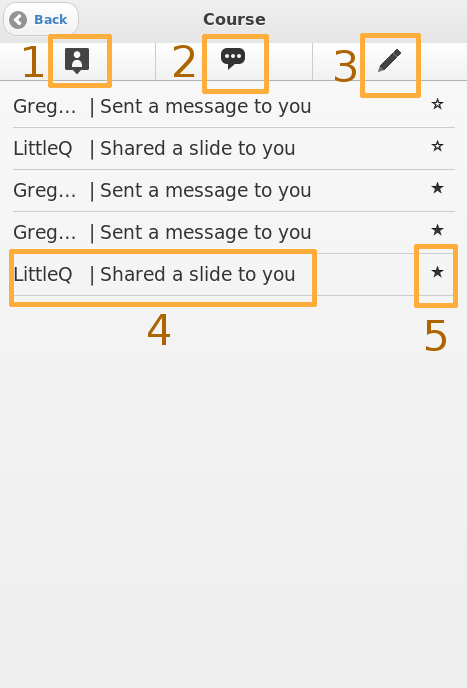 Back Course
1 2 3
Greg... | Sent a message to you
LittleQ | Shared a slide to you
Greg... | Sent a message to you
Greg... | Sent a message to you
LittleQ | Shared a slide to you
4 5